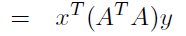 = x^T(A^T A)y